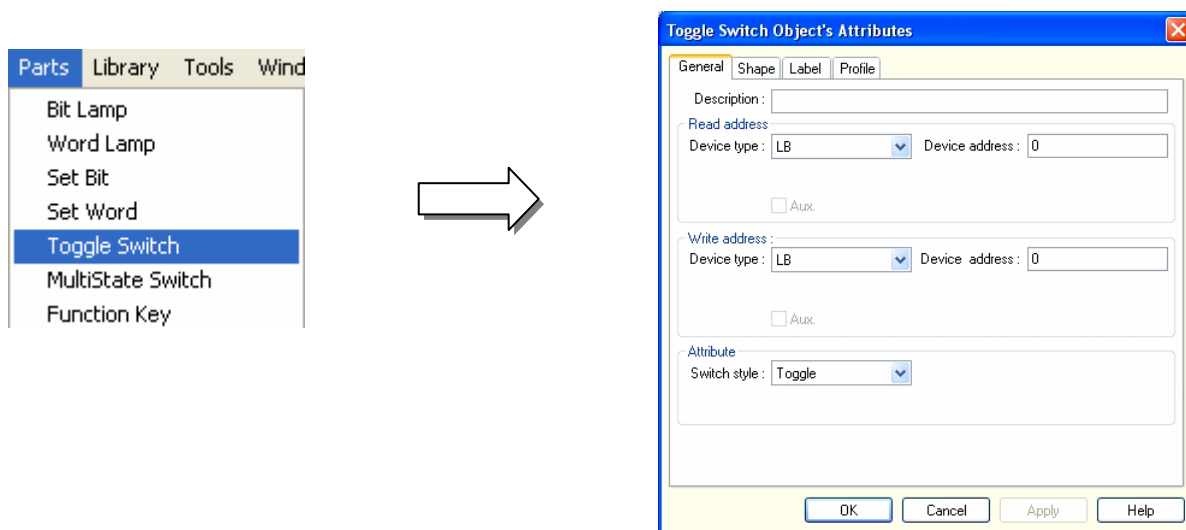 Parts Library Tools Wind
Bit Lamp
Word Lamp
Set Bit
Set Word
Toggle Switch
MultiState Switch
Function Key
Toggle Switch Object's Attributes
General Shape Label Profile
Description :
Read address
Device type : LB Device address : 0
Aux.
Write address :
Device type : LB Device address : 0
Aux.
Attribute
Switch style : Toggle
OK Cancel Apply Help